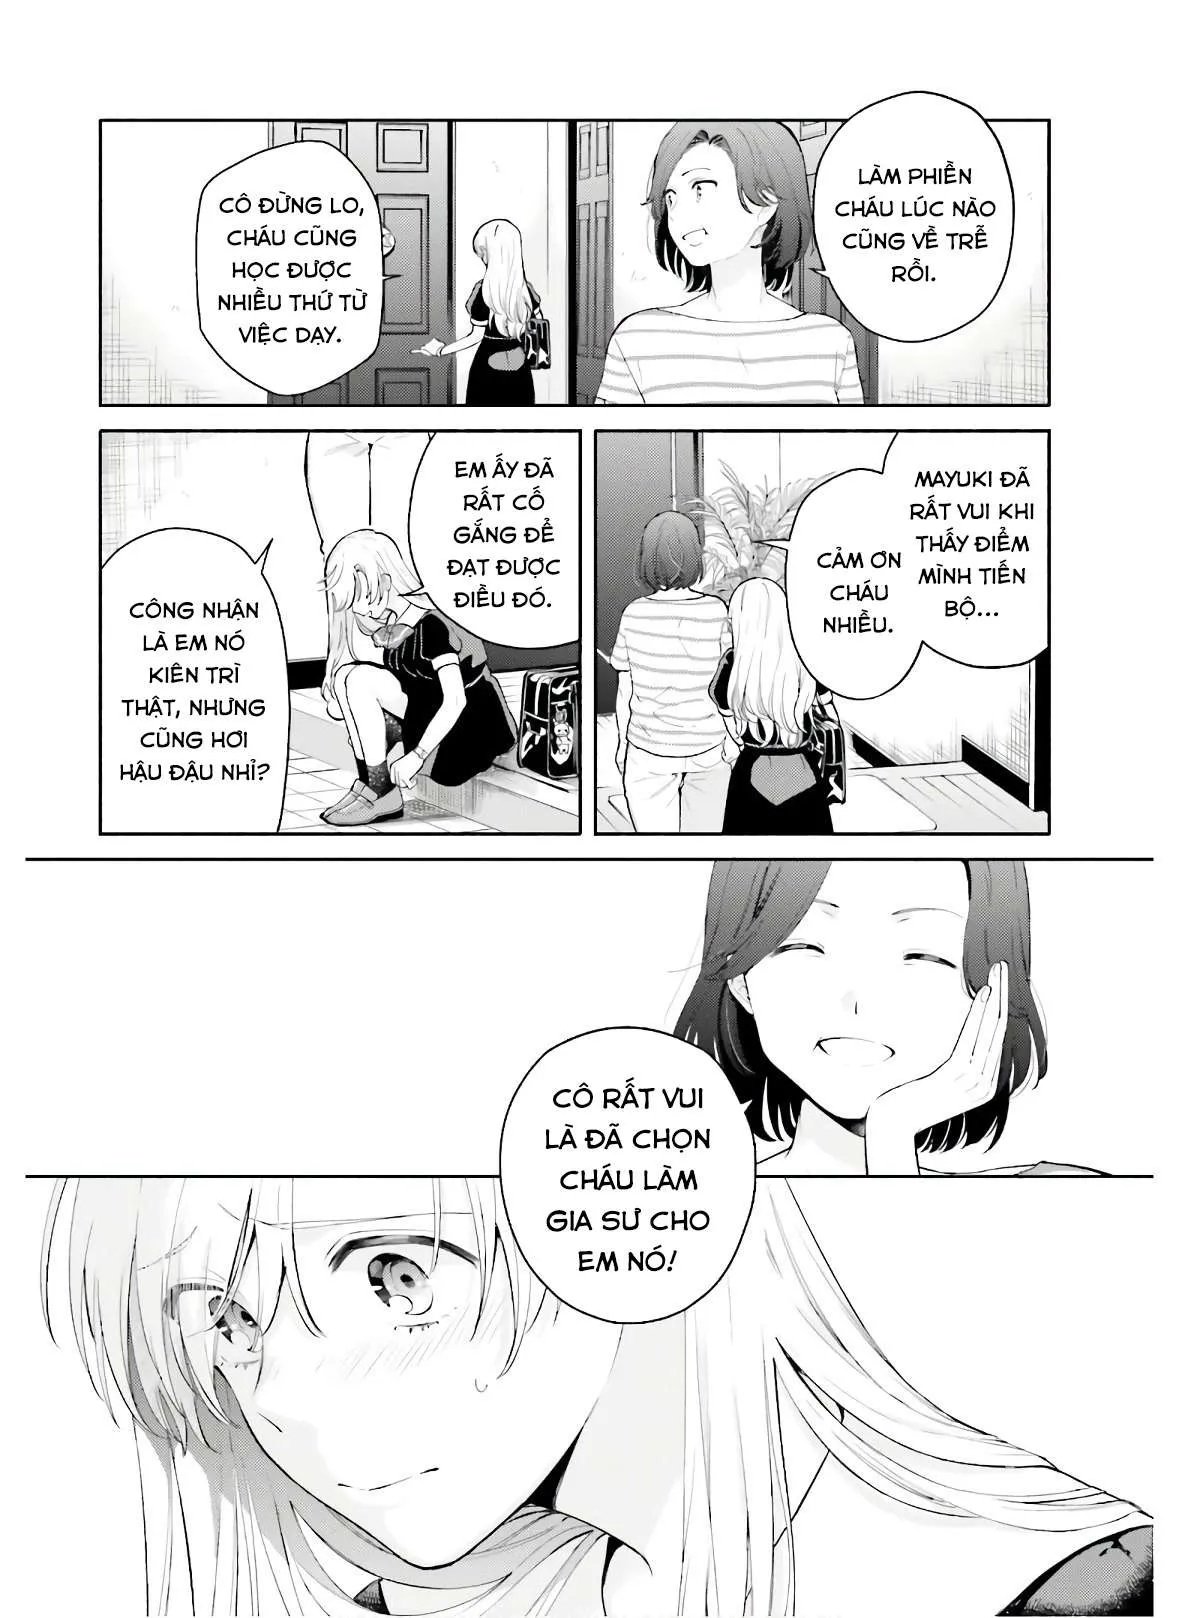 LÀM PHIỀN
CHÁU LÚC NÀO
CŨNG VỀ TRỄ
RỒI.
CÔ ĐỪNG LO,
CHÁU CŨNG
HỌC ĐƯỢC
NHIỀU THỨ TỪ
VIỆC DẠY.
MAYUKI ĐÃ
RẤT VUI KHI
THẤY ĐIỂM
MÌNH TIẾN
BỘ...
CẢM ƠN
CHÁU
NHIỀU.
EM ẤY ĐÃ
RẤT CỐ
GẮNG ĐỂ
ĐẠT ĐƯỢC
ĐIỀU ĐÓ.
CÔNG NHẬN
LÀ EM NÓ
KIÊN TRÌ
THẬT, NHƯNG
CŨNG HƠI
HẬU ĐẬU NHỈ?
CÔ RẤT VUI
LÀ ĐÃ CHỌN
CHÁU LÀM
GIA SƯ CHO
EM NÓ!